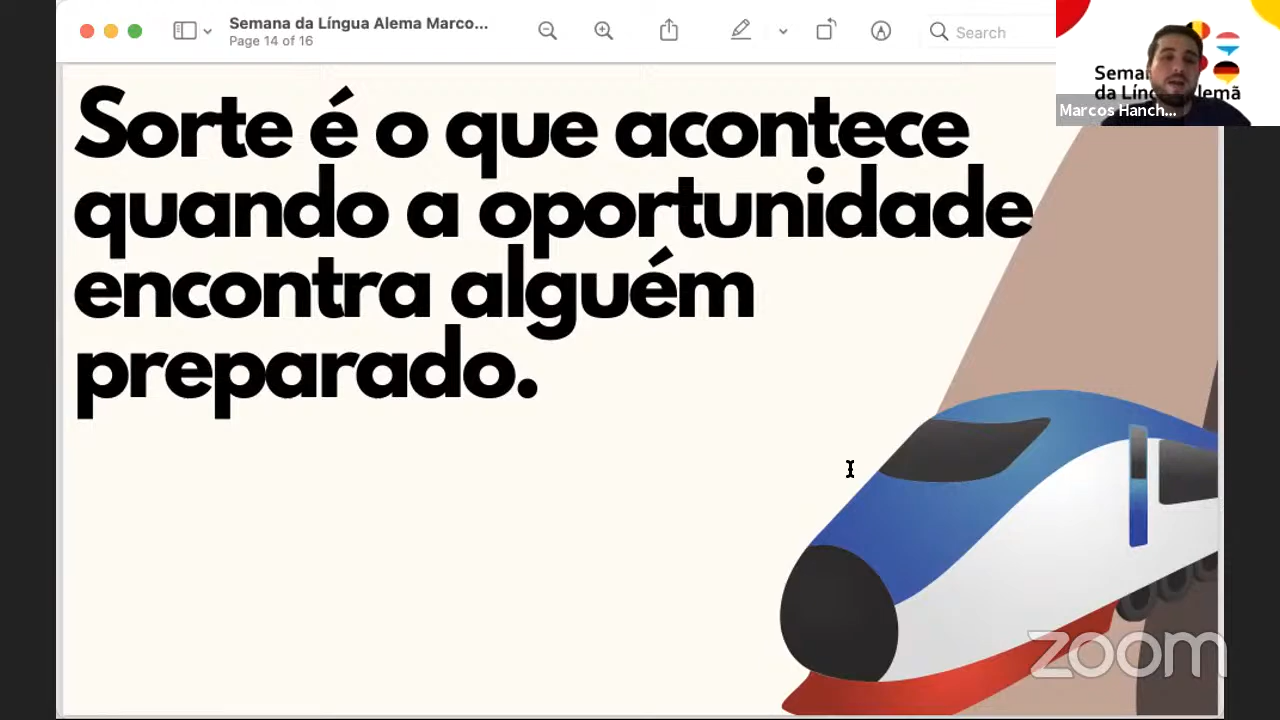 Semana da Língua Alema Marco...
Page 14 of 16
Search
Marcos Hanch...
Sorte é o que acontece
quando a oportunidade
encontra alguém
preparado.
zoom